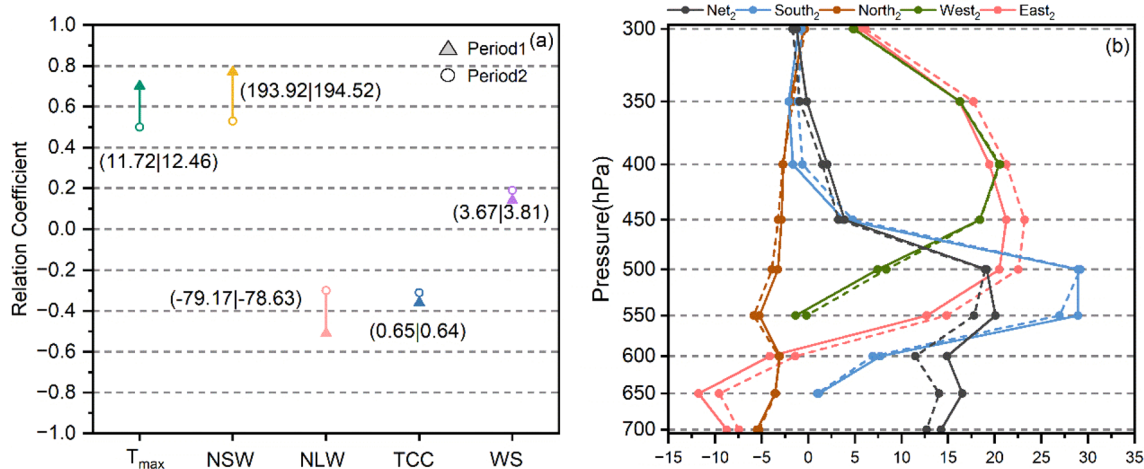 (a)
Period1
Period2
Relation Coefficient
1.0
0.8
0.6
0.4
0.2
0.0
−0.2
−0.4
−0.6
−0.8
−1.0
(193.92|194.52)
(11.72|12.46)
(3.67|3.81)
(-79.17|-78.63)
(0.65|0.64)
Tmax NSW NLW TCC WS
Net2 South2 North2 West2 East2
(b)
Pressure(hPa)
300
350
400
450
500
550
600
650
700
−15 −10 −5 0 5 10 15 20 25 30 35